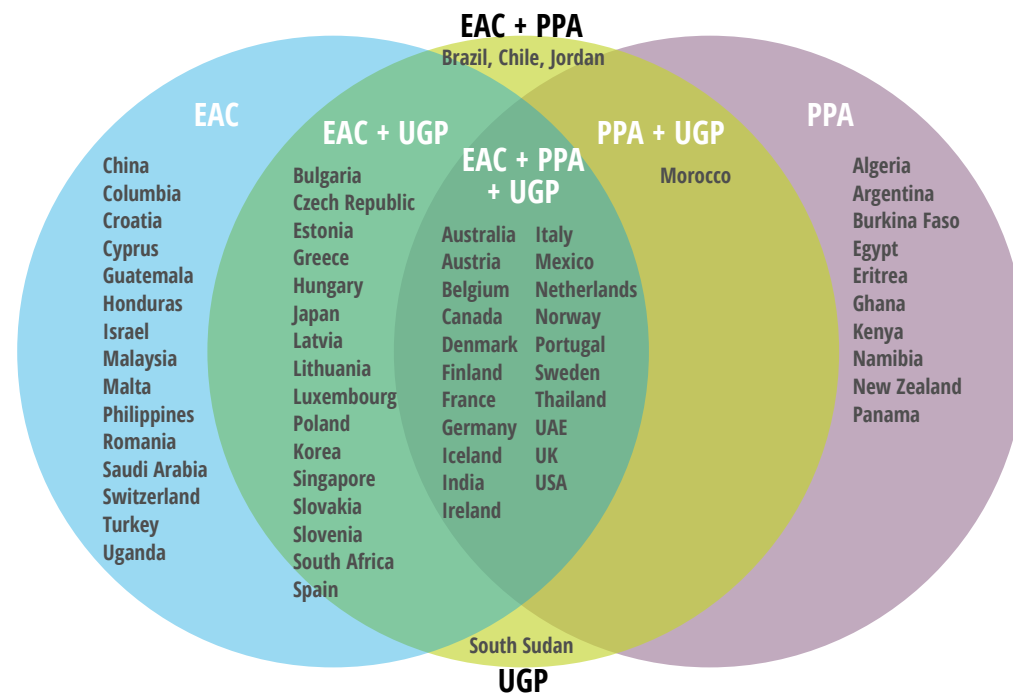 EAC + PPA
Brazil, Chile, Jordan
EAC
China
Columbia
Croatia
Cyprus
Guatemala
Honduras
Israel
Malaysia
Malta
Philippines
Romania
Saudi Arabia
Switzerland
Turkey
Uganda
EAC + UGP
Bulgaria
Czech Republic
Estonia
Greece
Hungary
Japan
Latvia
Lithuania
Luxembourg
Poland
Korea
Singapore
Slovakia
Slovenia
South Africa
Spain
EAC + PPA
+ UGP
Australia
Austria
Belgium
Canada
Denmark
Finland
France
Germany
Iceland
India
Ireland
Italy
Mexico
Netherlands
Norway
Portugal
Sweden
Thailand
UAE
UK
USA
PPA + UGP
Morocco
PPA
Algeria
Argentina
Burkina Faso
Egypt
Eritrea
Ghana
Kenya
Namibia
New Zealand
Panama
South Sudan
UGP